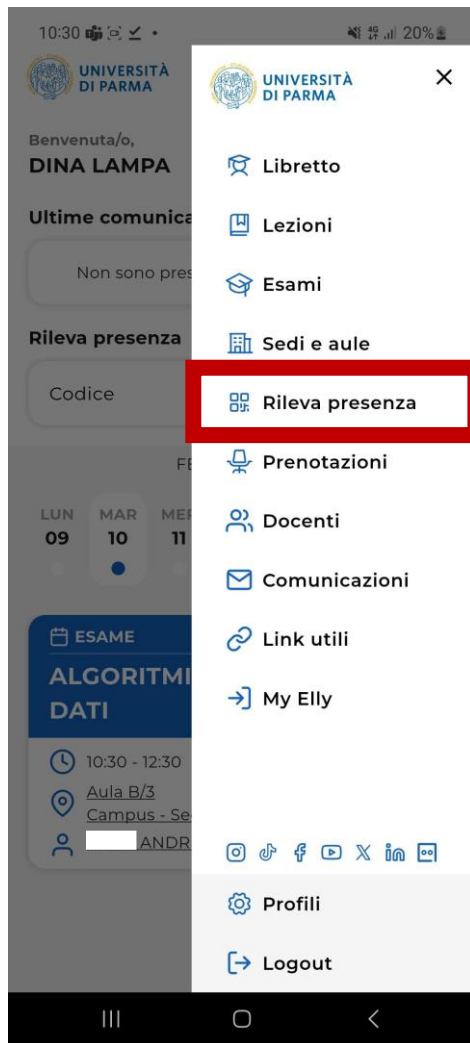 10:30
20%
UNIVERSITÀ
DI PARMA
Benvenuta/o,
DINA LAMPA
Ultime comunica
Non sono pres
Rileva presenza
Codice
FE
LUN MAR MER
09 10 11
ESAME
ALGORITMI
DATI
10:30 - 12:30
Aula B/3
Campus - Se
ANDR
UNIVERSITÀ
DI PARMA
Libretto
Lezioni
Esami
Sedi e aule
Rileva presenza
Prenotazioni
Docenti
Comunicazioni
Link utili
My Elly
Profili
Logout